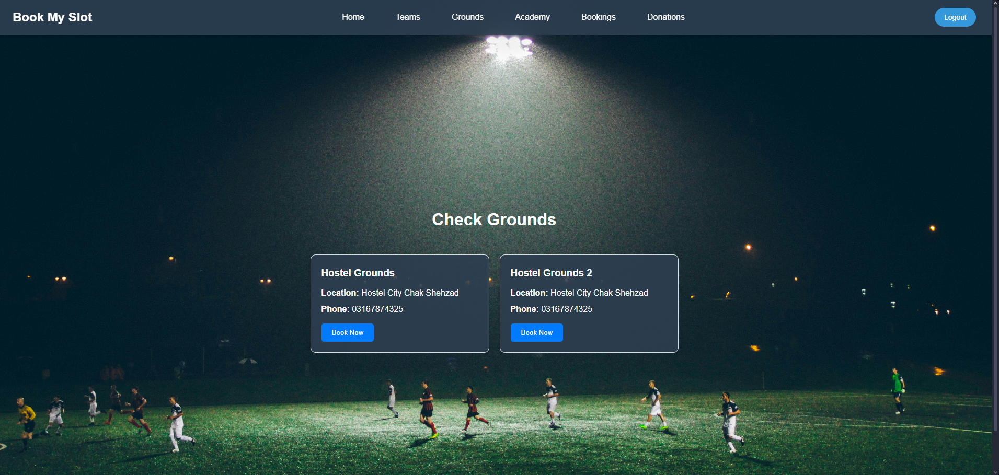 Book My Slot
Home Teams Grounds Academy Bookings Donations
Logout
Check Grounds
Hostel Grounds
Location: Hostel City Chak Shehzad
Phone: 03167874325
Book Now
Hostel Grounds 2
Location: Hostel City Chak Shehzad
Phone: 03167874325
Book Now